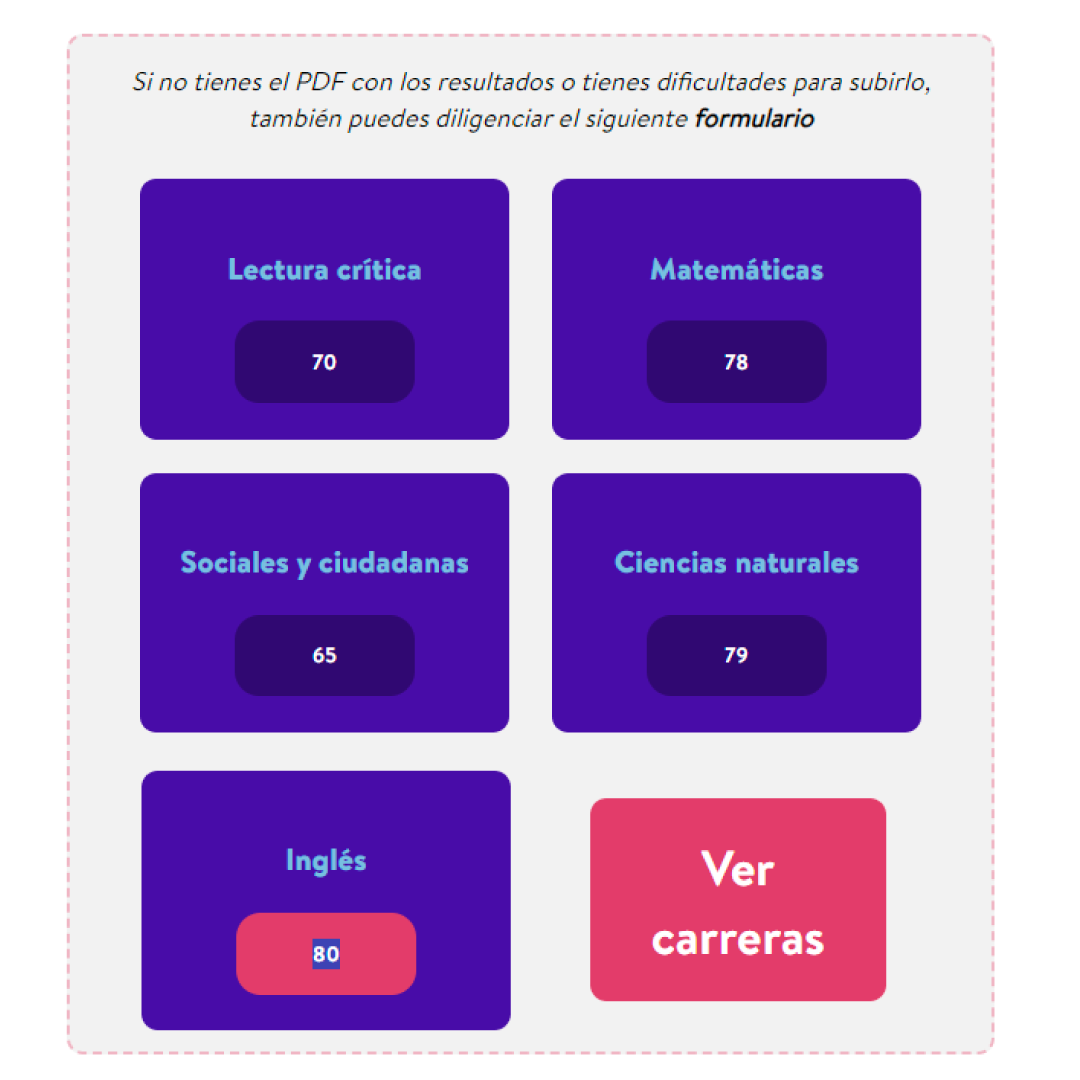 Si no tienes el PDF con los resultados o tienes dificultades para subirlo,
también puedes diligenciar el siguiente formulario
Lectura crítica
70
Matemáticas
78
Sociales y ciudadanas
65
Ciencias naturales
79
Inglés
80
Ver
carreras